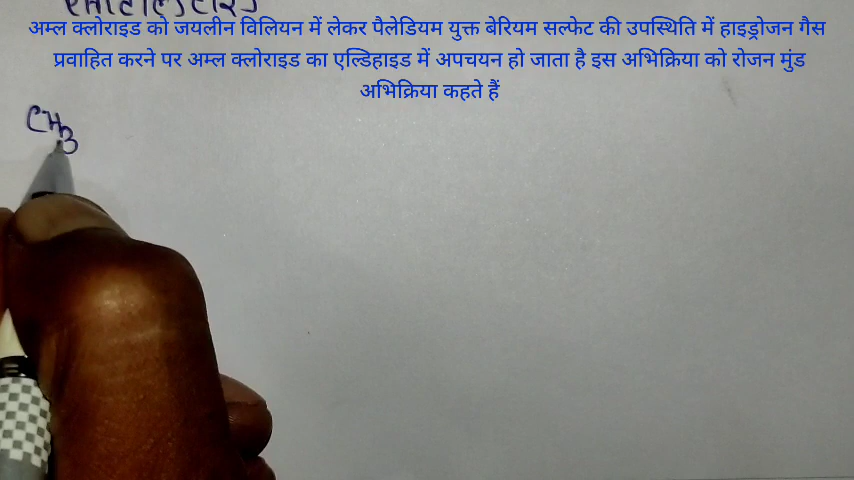 अम्ल क्लोराइड को जयलीन विलियन में लेकर पैलेडियम युक्त बेरियम सल्फेट की उपस्थिति में हाइड्रोजन गैस
प्रवाहित करने पर अम्ल क्लोराइड का एल्डिहाइड में अपचयन हो जाता है इस अभिक्रिया को रोजन मुंड
अभिक्रिया कहते हैं
CH3